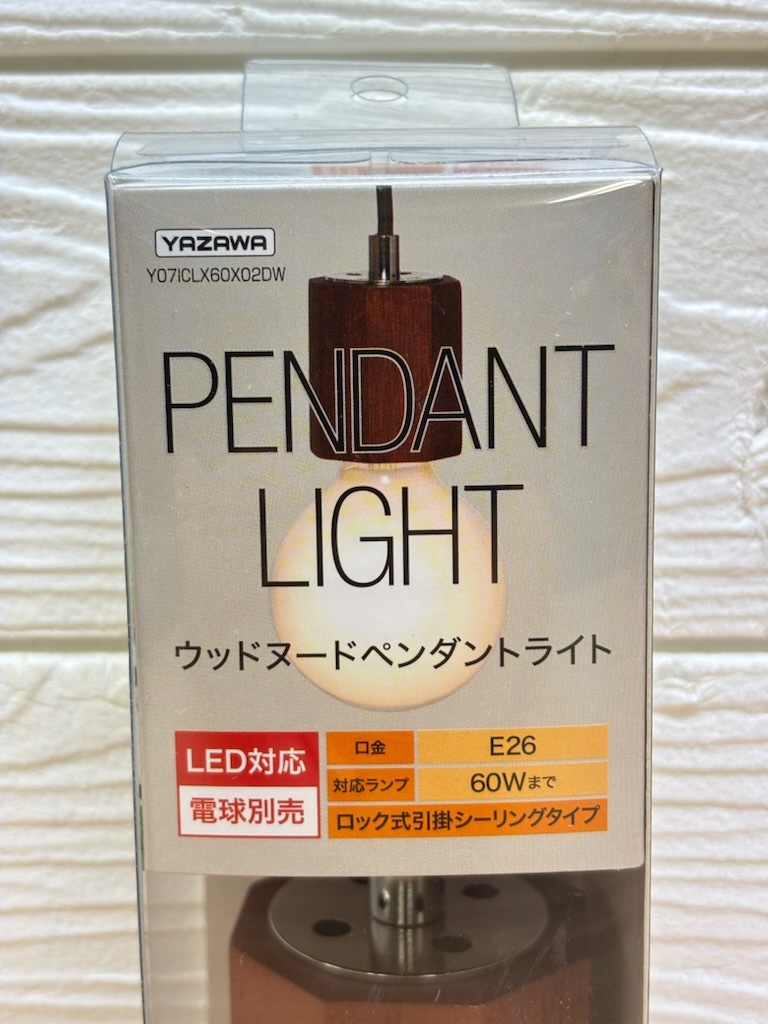 YAZAWA
Y07ICLX60X02DW
PENDANT
LIGHT
ウッドヌードペンダントライト
LED対応
電球別売
口金 E26
対応ランプ 60Wまで
ロック式引掛シーリングタイプ